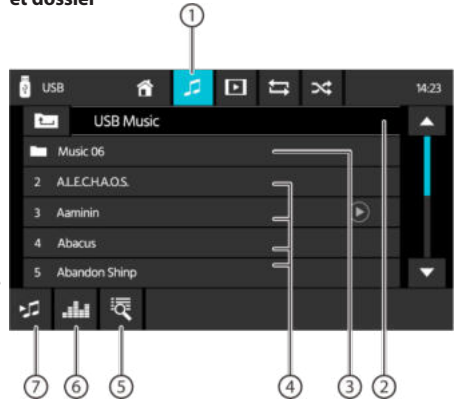 et dossier
1
USB 14:23
USB Music
Music 06
2 A.L.E.C.H.A.O.S.
3 Aaminin
4 Abacus
5 Abandon Shinp
7 6 5 4 3 2